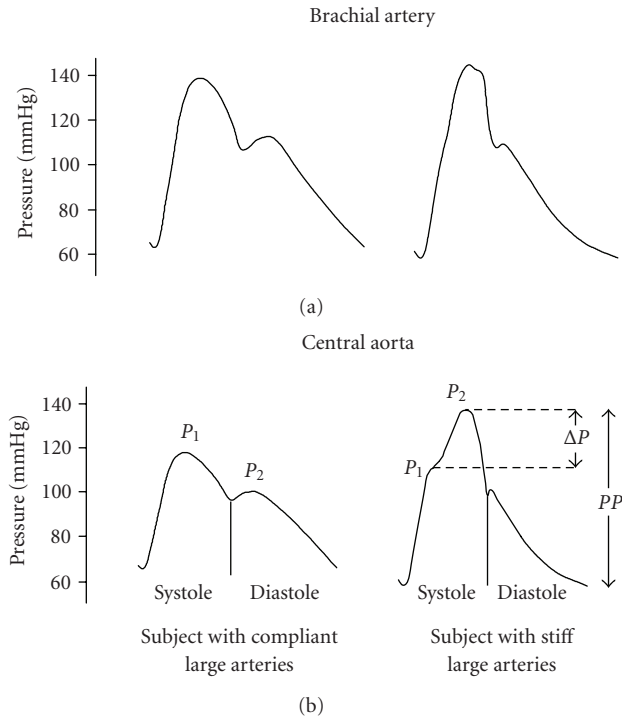 Brachial artery
Pressure (mmHg)
140
120
100
80
60
(a)
Central aorta
Pressure (mmHg)
140
120
100
80
60
P1
P2
Systole
Diastole
Subject with compliant
large arteries
P2
P1
ΔP
PP
Systole
Diastole
Subject with stiff
large arteries
(b)